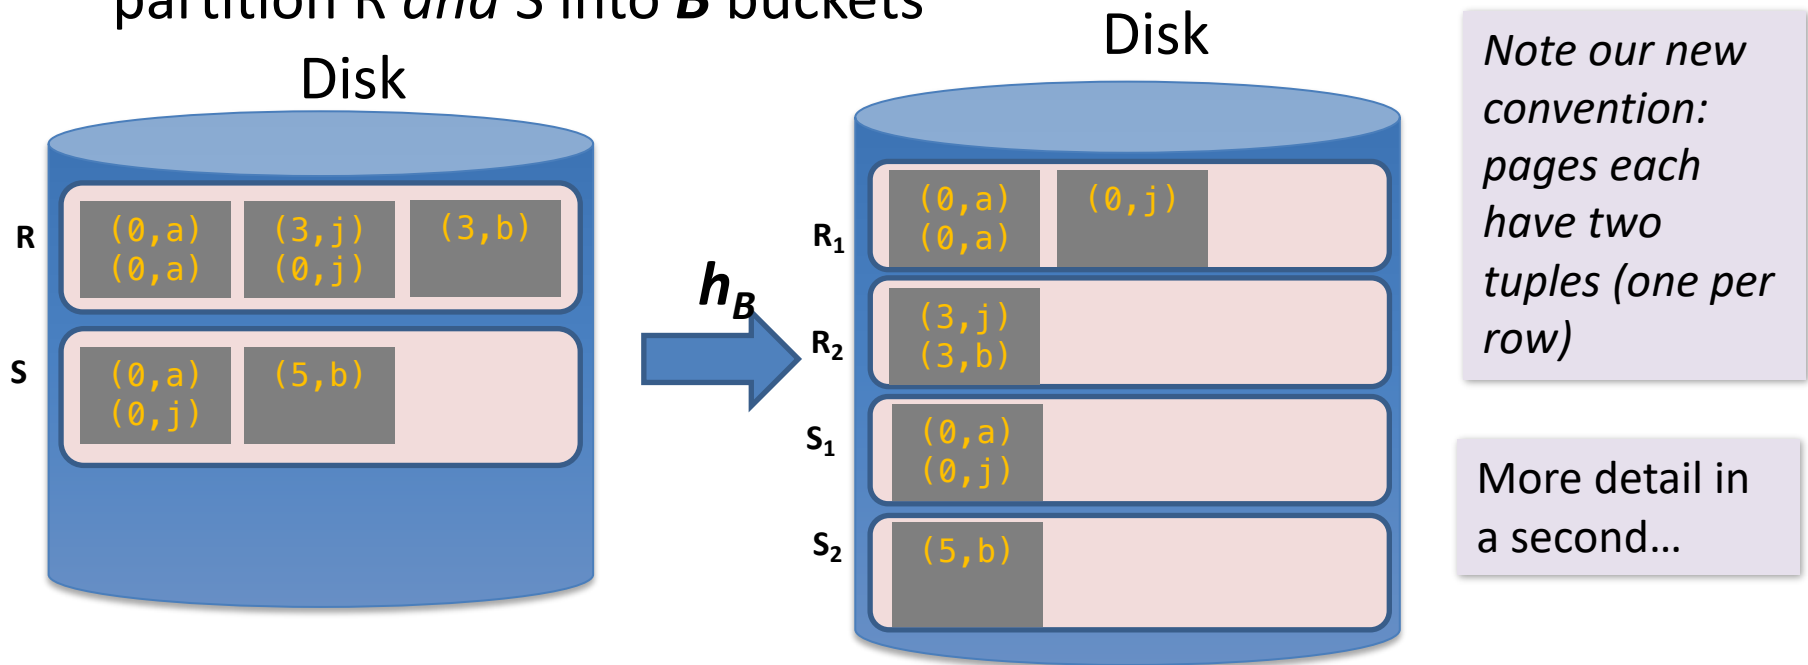 partition R and S into B buckets
Disk
R
(0,a)
(0,a)
(3,j)
(0,j)
(3,b)
S
(0,a)
(0,j)
(5,b)
hB
Disk
R1
(0,a)
(0,a)
(0,j)
R2
(3,j)
(3,b)
S1
(0,a)
(0,j)
S2
(5,b)
Note our new
convention:
pages each
have two
tuples (one per
row)
More detail in
a second…